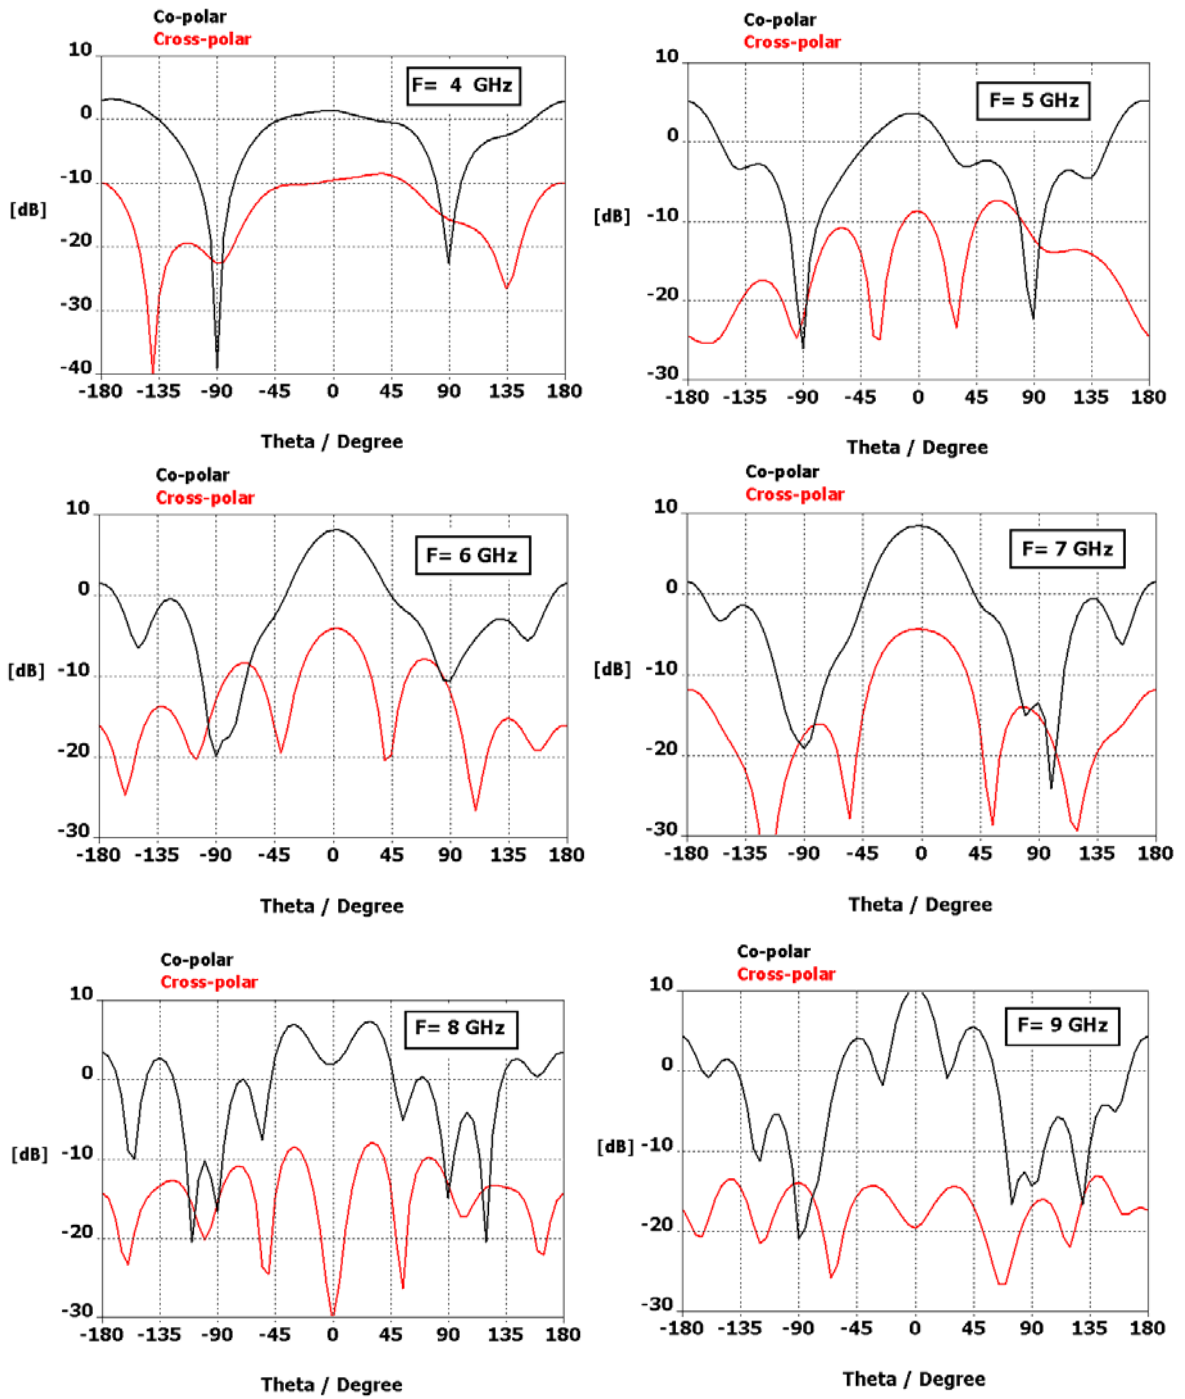 Co-polar
Cross-polar
F= 4 GHz
10
0
-10
-20
-30
-40
[dB]
-180 -135 -90 -45 0 45 90 135 180
Theta / Degree
Co-polar
Cross-polar
F= 5 GHz
10
0
-10
-20
-30
[dB]
-180 -135 -90 -45 0 45 90 135 180
Theta / Degree
Co-polar
Cross-polar
F= 6 GHz
10
0
-10
-20
-30
[dB]
-180 -135 -90 -45 0 45 90 135 180
Theta / Degree
Co-polar
Cross-polar
F= 7 GHz
10
0
-10
-20
-30
[dB]
-180 -135 -90 -45 0 45 90 135 180
Theta / Degree
Co-polar
Cross-polar
F= 8 GHz
10
0
-10
-20
-30
[dB]
-180 -135 -90 -45 0 45 90 135 180
Theta / Degree
Co-polar
Cross-polar
F= 9 GHz
10
0
-10
-20
-30
[dB]
-180 -135 -90 -45 0 45 90 135 180
Theta / Degree